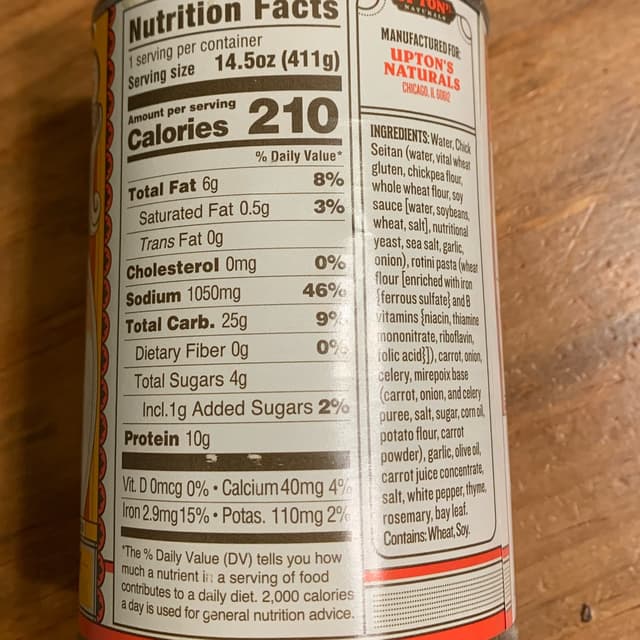 Nutrition Facts
1 serving per container
Serving size 14.5oz (411g)
Amount per serving
Calories 210
% Daily Value*
Total Fat 6g 8%
Saturated Fat 0.5g 3%
Trans Fat 0g
Cholesterol 0mg 0%
Sodium 1050mg 46%
Total Carb. 25g 9%
Dietary Fiber 0g 0%
Total Sugars 4g
Incl.1g Added Sugars 2%
Protein 10g
Vit. D 0mcg 0% • Calcium 40mg 4%
Iron 2.9mg 15% • Potas. 110mg 2%
*The % Daily Value (DV) tells you how
much a nutrient in a serving of food
contributes to a daily diet. 2,000 calories
a day is used for general nutrition advice.
NATURALS
MANUFACTURED FOR:
UPTON'S
NATURALS
CHICAGO, IL
INGREDIENTS: Water, Chick
Seitan (water, vital wheat
gluten, chickpea flour,
whole wheat flour, soy
sauce [water, soybeans,
wheat, salt], nutritional
yeast, sea salt, garlic,
onion), rotini pasta (wheat
flour [enriched with iron
{ferrous sulfate} and B
vitamins {niacin, thiamine
mononitrate, riboflavin,
folic acid}]), carrot, onion,
celery, mirepoix base
(carrot, onion, and celery
puree, salt, sugar, corn oil,
potato flour, carrot
powder), garlic, olive oil,
carrot juice concentrate,
salt, white pepper, thyme,
rosemary, bay leaf.
Contains: Wheat, Soy.